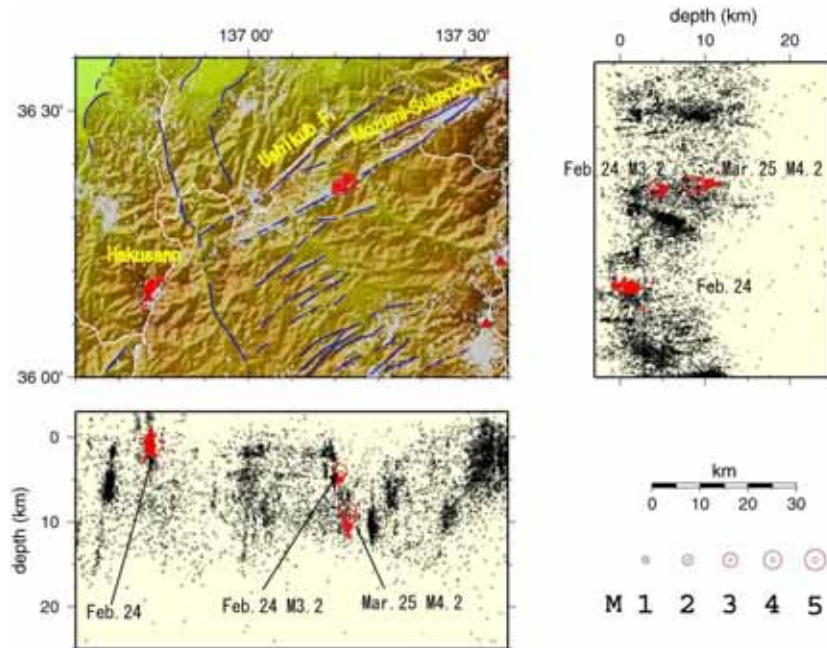 depth (km)
137 00'
137 30'
0
10
20
36 30'
Ushikub F.
Mozumi-Sukenobu F.
Hakusan
Feb. 24 M3.2
Mar. 25 M4.2
Feb. 24
36 00'
0
depth (km)
10
20
Feb. 24
Feb. 24 M3.2
Mar. 25 M4.2
km
0 10 20 30
M 1 2 3 4 5